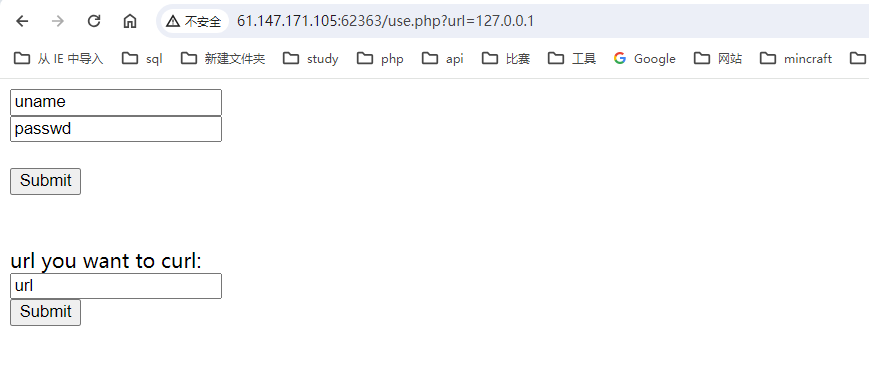 不安全 61.147.171.105:62363/use.php?url=127.0.0.1
从 IE 中导入 sql 新建文件夹 study php api 比赛 工具 Google 网站 mincraft
uname
passwd
Submit
url you want to curl:
url
Submit